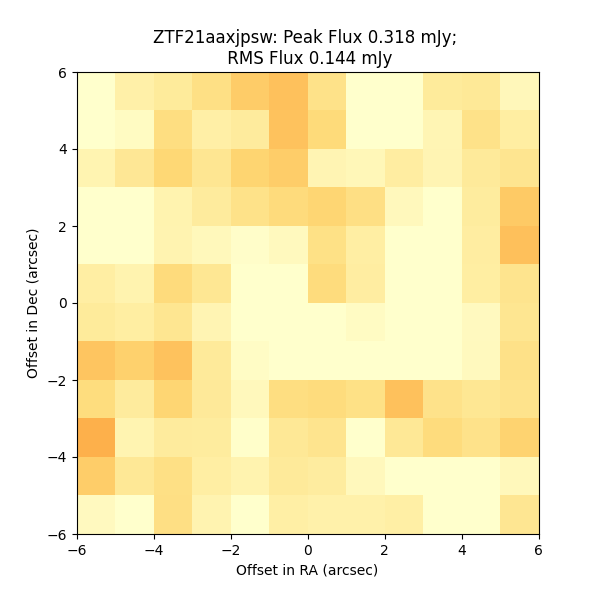 ZTF21aaxjpsw: Peak Flux 0.318 mJy;
RMS Flux 0.144 mJy
6
4
2
0
−2
−4
−6
Offset in Dec (arcsec)
−6 −4 −2 0 2 4 6
Offset in RA (arcsec)